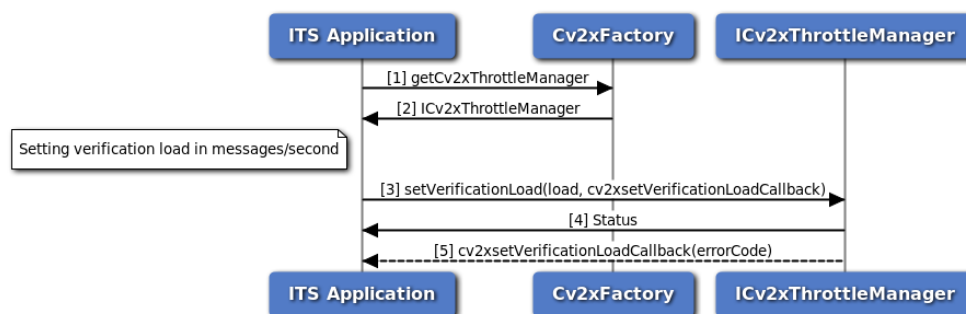 ITS Application
Cv2xFactory
ICv2xThrottleManager
[1] getCv2xThrottleManager
[2] ICv2xThrottleManager
Setting verification load in messages/second
[3] setVerificationLoad(load, cv2xsetVerificationLoadCallback)
[4] Status
[5] cv2xsetVerificationLoadCallback(errorCode)
ITS Application
Cv2xFactory
ICv2xThrottleManager